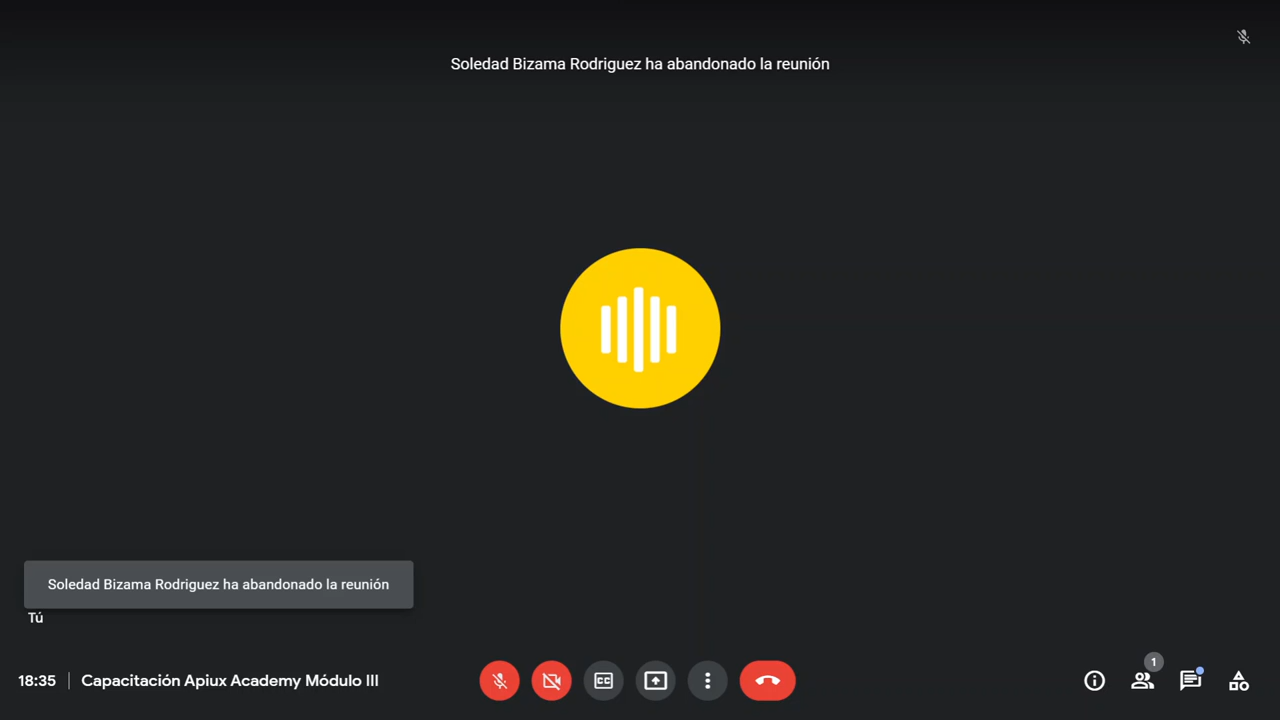 Soledad Bizama Rodriguez ha abandonado la reunión
Soledad Bizama Rodriguez ha abandonado la reunión
Tú
18:35 | Capacitación Apiux Academy Módulo III
CC
1